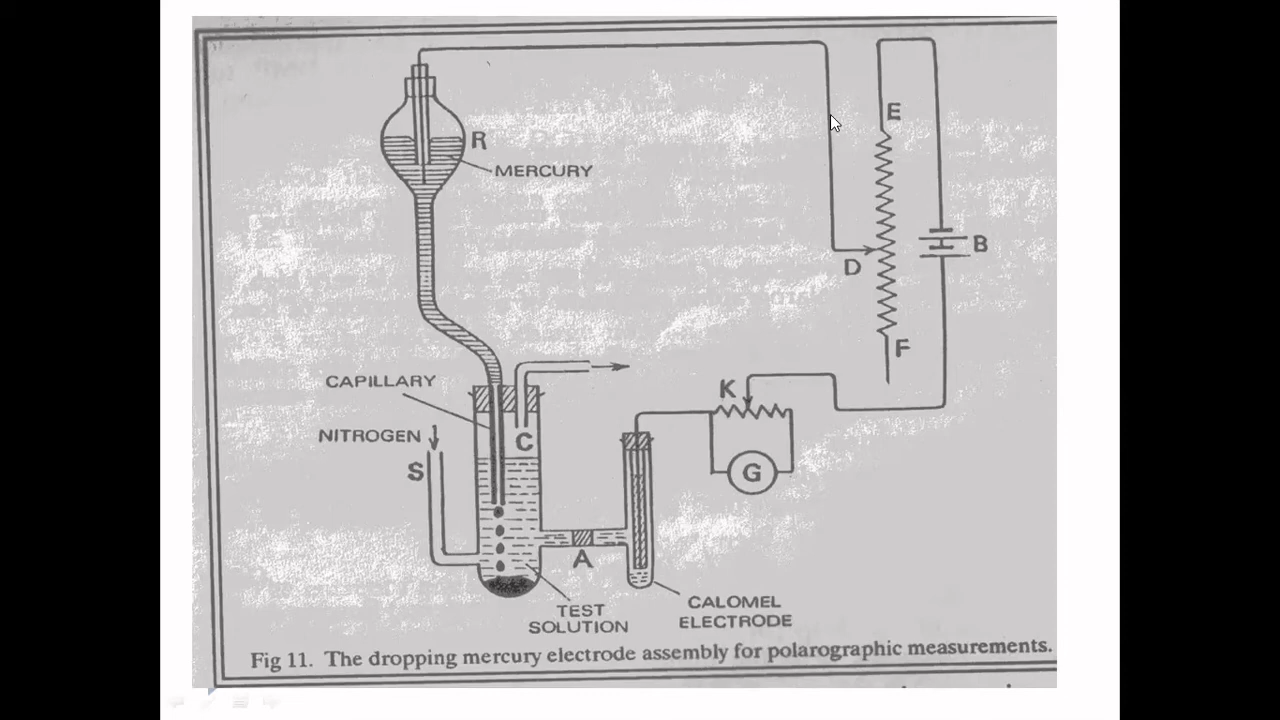 E
R
MERCURY
B
D
F
CAPILLARY
K
NITROGEN
C
S
G
A
CALOMEL
ELECTRODE
TEST
SOLUTION
Fig 11. The dropping mercury electrode assembly for polarographic measurements.